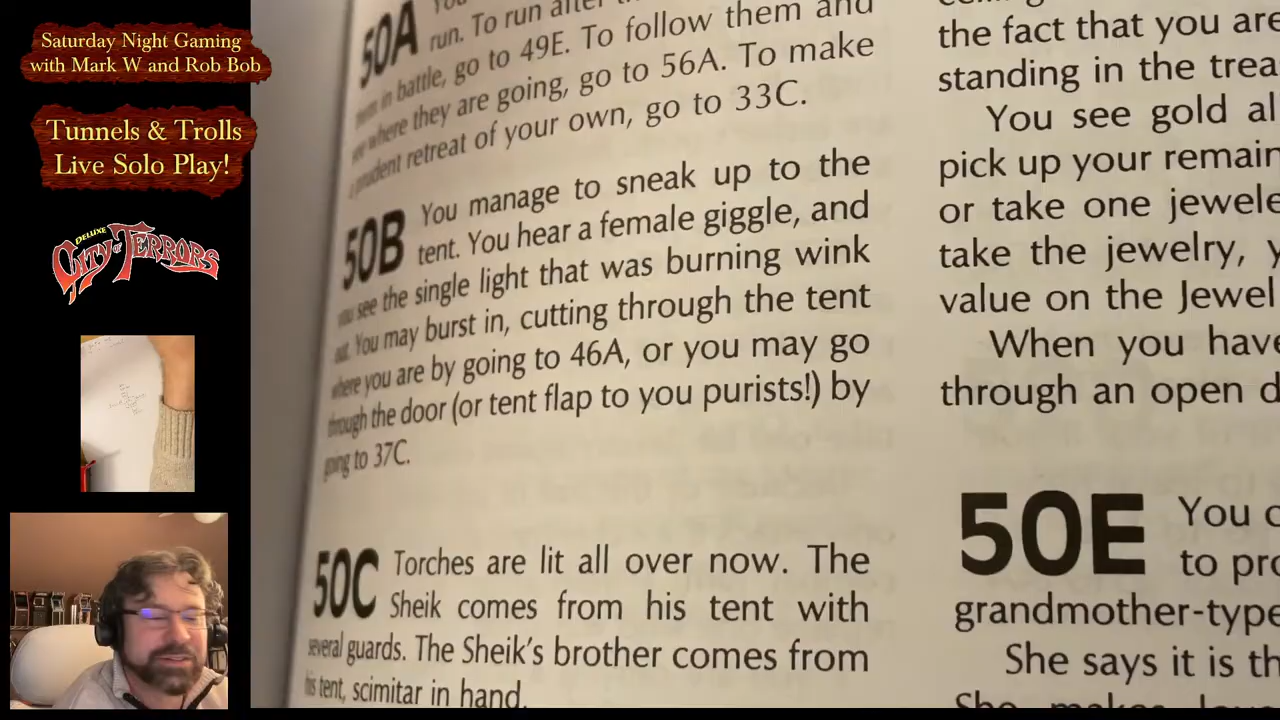 Saturday Night Gaming
with Mark W and Rob Bob
Tunnels & Trolls
Live Solo Play!
DELUXE
CITY OF TERRORS
50A You
run. To run after
them in battle, go to 49E. To follow them and
see where they are going, go to 56A. To make
a prudent retreat of your own, go to 33C.
50B You manage to sneak up to the
tent. You hear a female giggle, and
you see the single light that was burning wink
out. You may burst in, cutting through the tent
where you are by going to 46A, or you may go
through the door (or tent flap to you purists!) by
going to 37C.
50C Torches are lit all over now. The
Sheik comes from his tent with
several guards. The Sheik's brother comes from
his tent, scimitar in hand.
the fact that you are
standing in the trea
You see gold al
pick up your remain
or take one jewele
take the jewelry, y
value on the Jewel
When you have
through an open d
50E You c
to pro
grandmother-type
She says it is th
She makes love